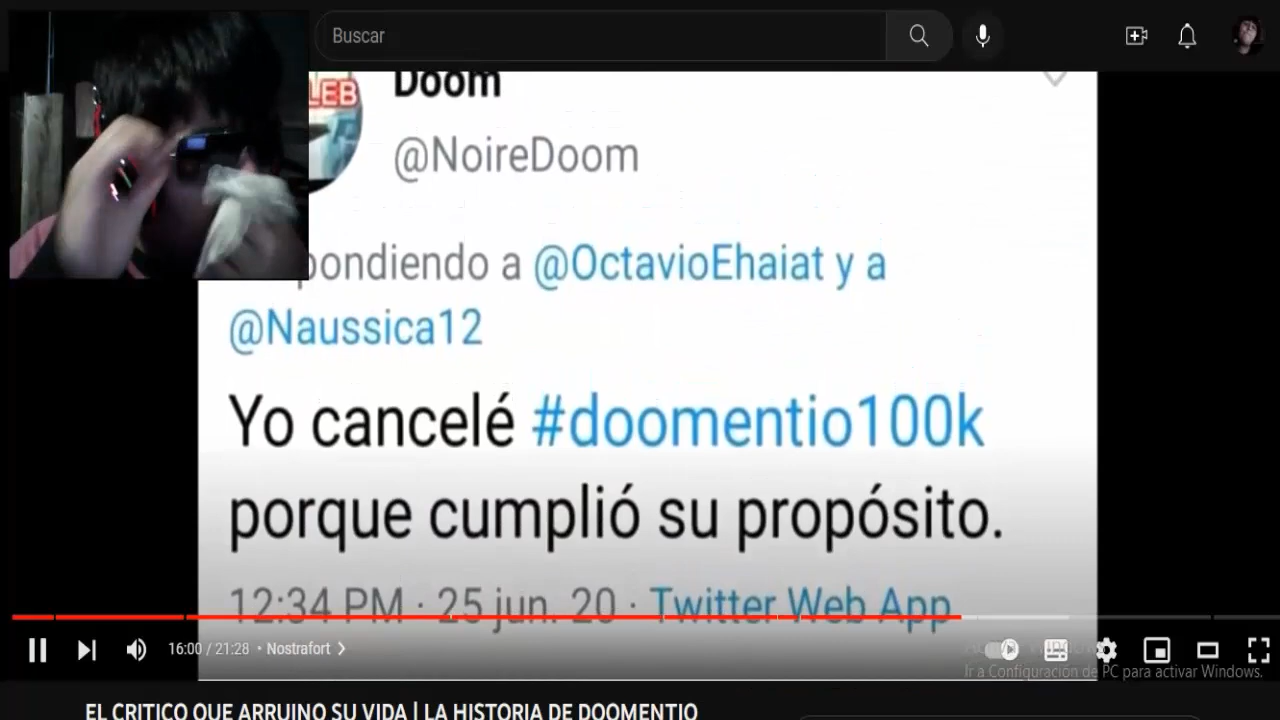 Buscar
LEB
Doom
@NoireDoom
pondiendo a @OctavioEhaiat y a
@Naussica12
Yo cancelé #doomentio100k
porque cumplió su propósito.
12:34 PM · 25 jun. 20 · Twitter Web App
16:00 / 21:28 • Nostrafort
Ir a Configuración de PC para activar Windows.
EL CRITICO QUE ARRUINO SU VIDA | LA HISTORIA DE DOOMENTIO